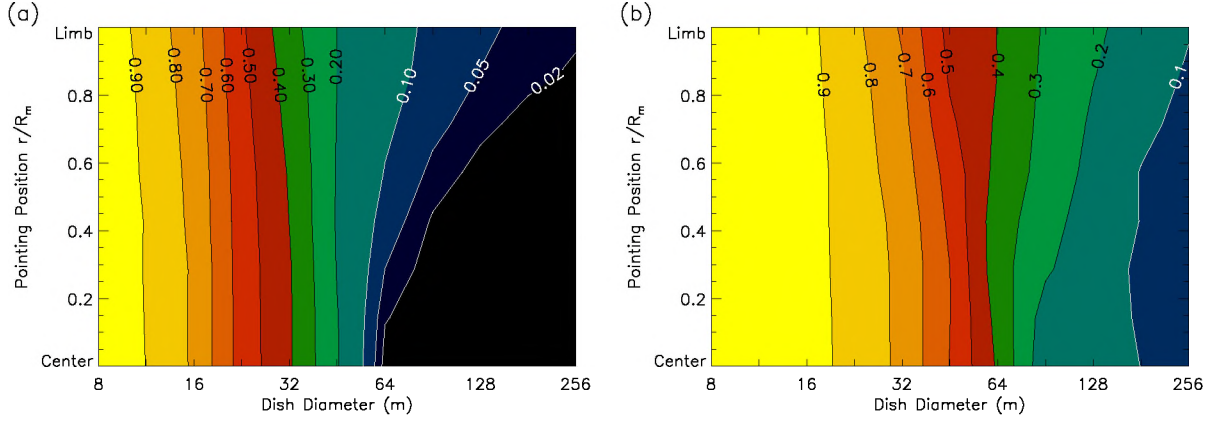 (a)
Limb
0.8
0.6
0.4
0.2
Center
Pointing Position r/Rm
0.90
0.80
0.70
0.60
0.50
0.40
0.30
0.20
0.10
0.05
0.02
8 16 32 64 128 256
Dish Diameter (m)
(b)
Limb
0.8
0.6
0.4
0.2
Center
Pointing Position r/Rm
0.9
0.8
0.7
0.6
0.5
0.4
0.3
0.2
0.1
8 16 32 64 128 256
Dish Diameter (m)